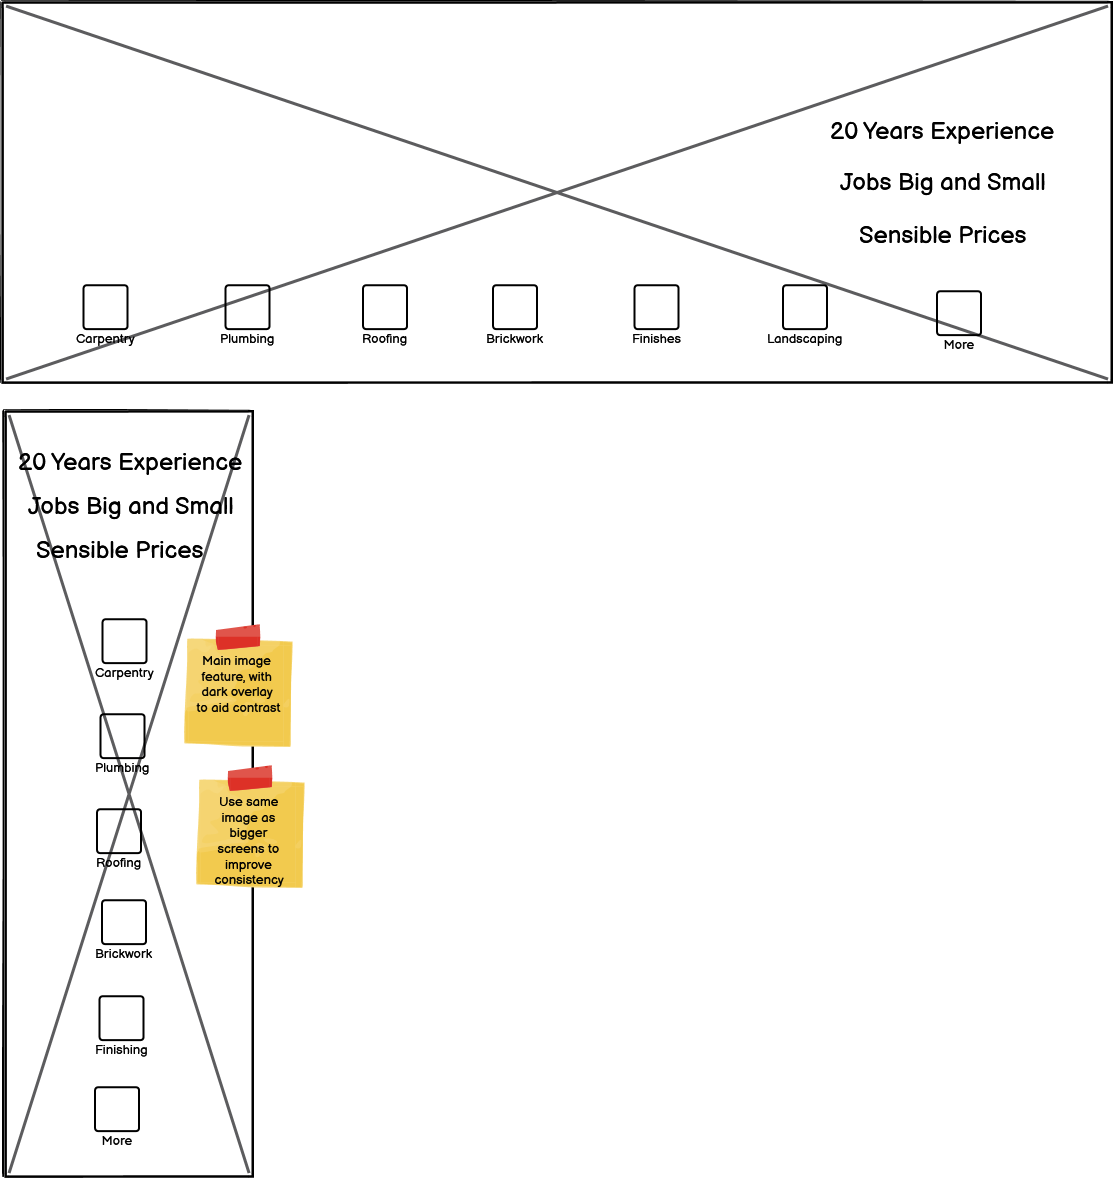 20 Years Experience
Jobs Big and Small
Sensible Prices
Carpentry
Plumbing
Roofing
Brickwork
Finishes
Landscaping
More
20 Years Experience
Jobs Big and Small
Sensible Prices
Carpentry
Plumbing
Roofing
Brickwork
Finishing
More
Main image
feature, with
dark overlay
to aid contrast
Use same
image as
bigger
screens to
improve
consistency